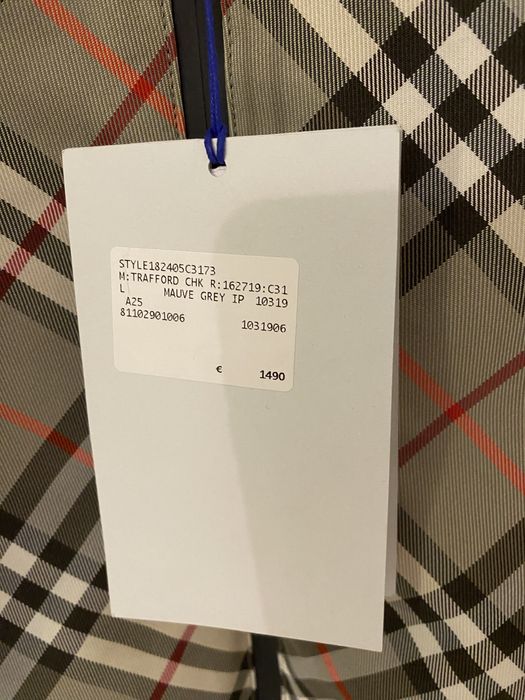 STYLE182405C3173
M:TRAFFORD CHK R:162719:C31
L MAUVE GREY IP 10319
A25
81102901006 1031906
€ 1490